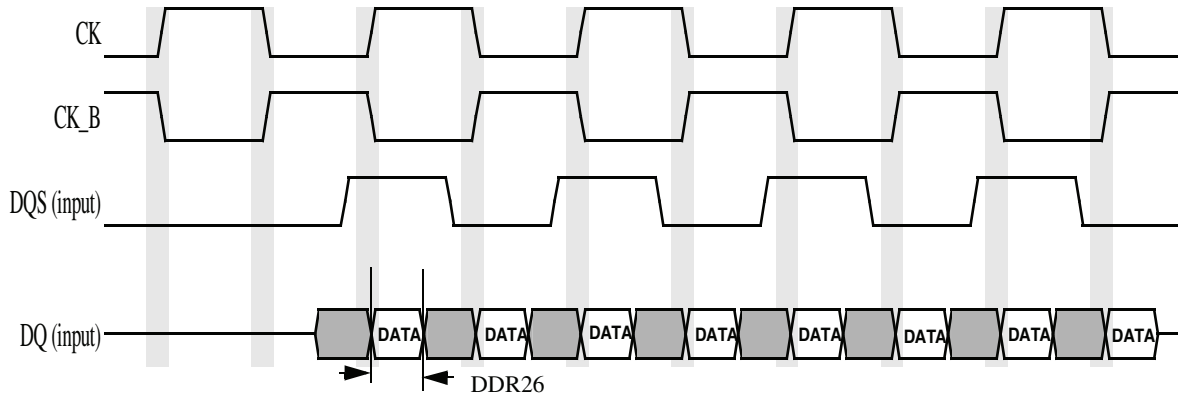 CK
CK_B
DQS (input)
DQ (input) DATA DATA DATA DATA DATA DATA DATA DATA
DDR26